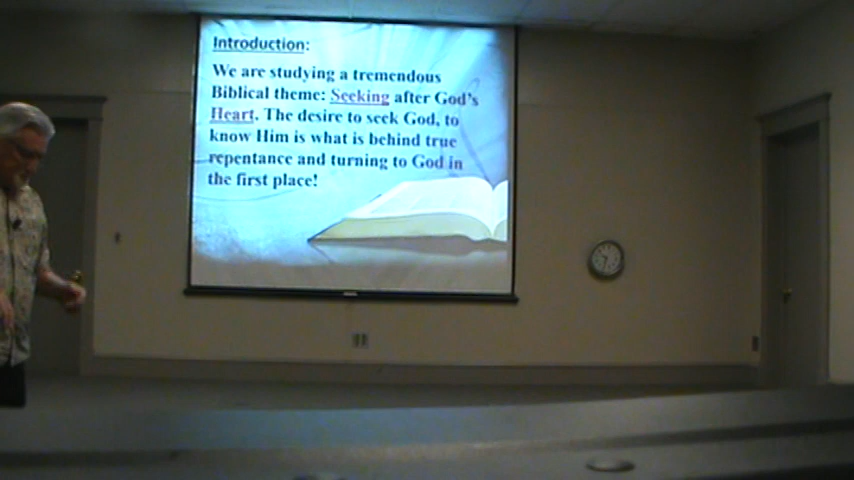 Introduction:
We are studying a tremendous
Biblical theme: Seeking after God's
Heart. The desire to seek God, to
know Him is what is behind true
repentance and turning to God in
the first place!